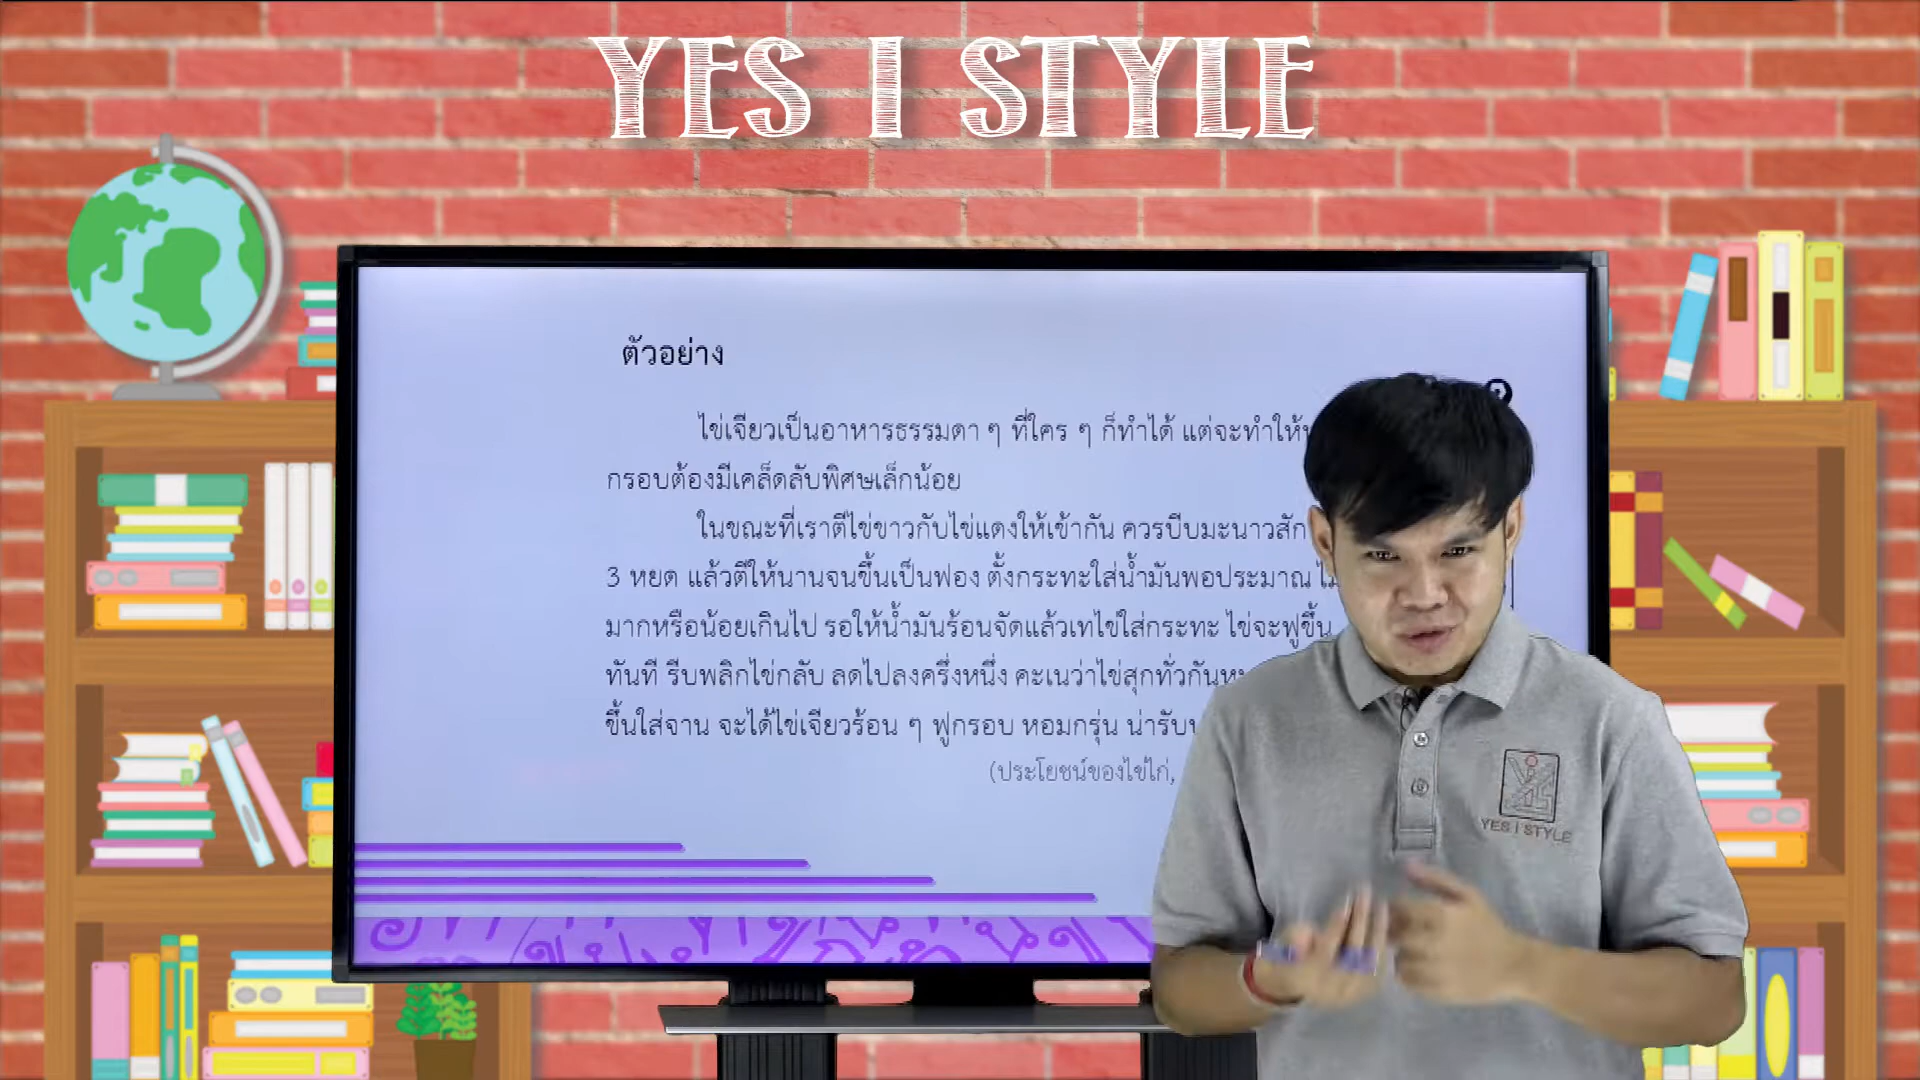 YES I STYLE
ตัวอย่าง
ไข่เจียวเป็นอาหารธรรมดา ๆ ที่ใคร ๆ ก็ทำได้ แต่จะทำให้
กรอบต้องมีเคล็ดลับพิศษเล็กน้อย
ในขณะที่เราตีไข่ขาวกับไข่แดงให้เข้ากัน ควรบีบมะนาวสัก
3 หยด แล้วตีให้นานจนขึ้นเป็นฟอง ตั้งกระทะใส่น้ำมันพอประมาณ
มากหรือน้อยเกินไป รอให้น้ำมันร้อนจัดแล้วเทไข่ใส่กระทะ ไข่จะฟูขึ้น
ทันที รีบพลิกไข่กลับ ลดไปลงครึ่งหนึ่ง คะเนว่าไข่สุกทั่วกัน
ขึ้นใส่จาน จะได้ไข่เจียวร้อน ๆ ฟูกรอบ หอมกรุ่น น่ารับ
(ประโยชน์ของไข่ไก่,
YES I STYLE